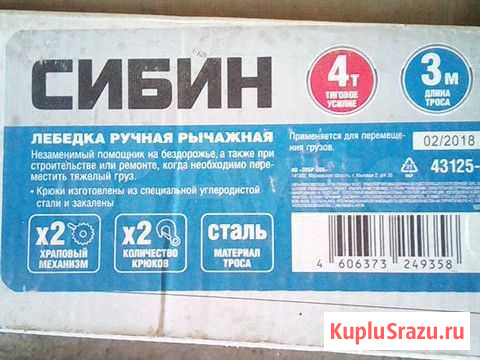 СИБИН
4т
ТЯГОВОЕ
УСИЛИЕ
3м
ДЛИНА
ТРОСА
ЛЕБЕДКА РУЧНАЯ РЫЧАЖНАЯ
Незаменимый помощник на бездорожье, а также при
строительстве или ремонте, когда необходимо пере-
местить тяжелый груз.
• Крюки изготовлены из специальной углеродистой
стали и закалены
Применяется для перемеще-
ния грузов.
02/2018
43125-
x2
ХРАПОВЫЙ
МЕХАНИЗМ
x2
КОЛИЧЕСТВО
КРЮКОВ
сталь
МАТЕРИАЛ
ТРОСА
4 606373 249358
KupluSrazu.ru